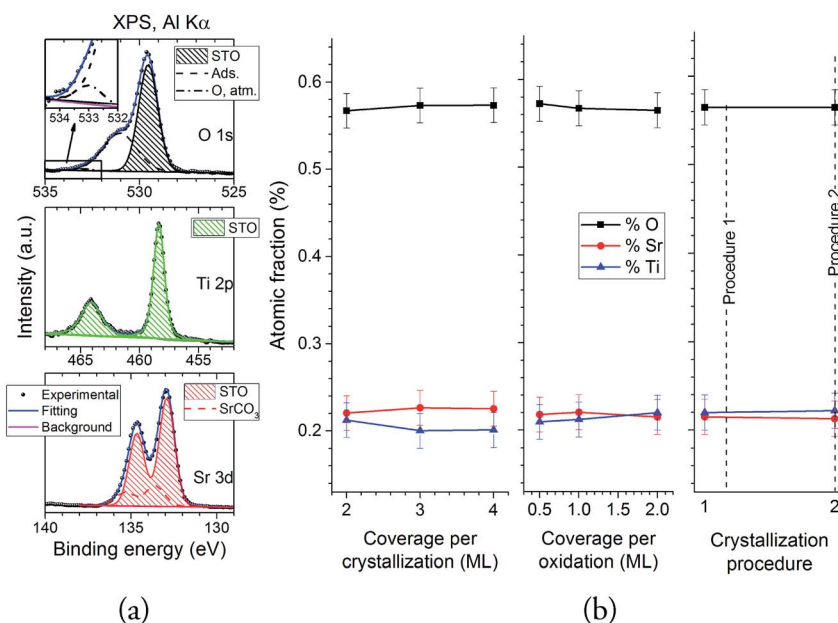 XPS, Al Kα
STO
Ads.
O, atm.
534 533 532
O 1s
535 530 525
STO
Ti 2p
465 460 455
Intensity (a.u.)
Experimental
Fitting
Background
STO
SrCO3
Sr 3d
140 135 130
Binding energy (eV)
(a)
Atomic fraction (%)
0.6
0.5
0.4
0.3
0.2
2 3 4
Coverage per
crystallization (ML)
% O
% Sr
% Ti
0.5 1.0 1.5 2.0
Coverage per
oxidation (ML)
Procedure 1
Procedure 2
1 2
Crystallization
procedure
(b)